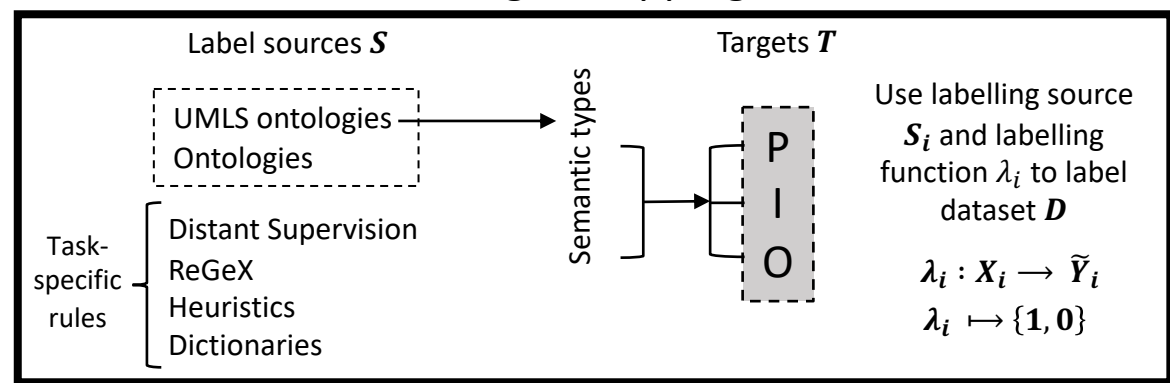 Label sources S
UMLS ontologies
Ontologies
Task-
specific
rules
Distant Supervision
ReGeX
Heuristics
Dictionaries
Semantic types
Targets T
P
I
O
Use labelling source
S_i and labelling
function λ_i to label
dataset D
λ_i : X_i ⟶ Ỹ_i
λ_i ⟼ {1, 0}